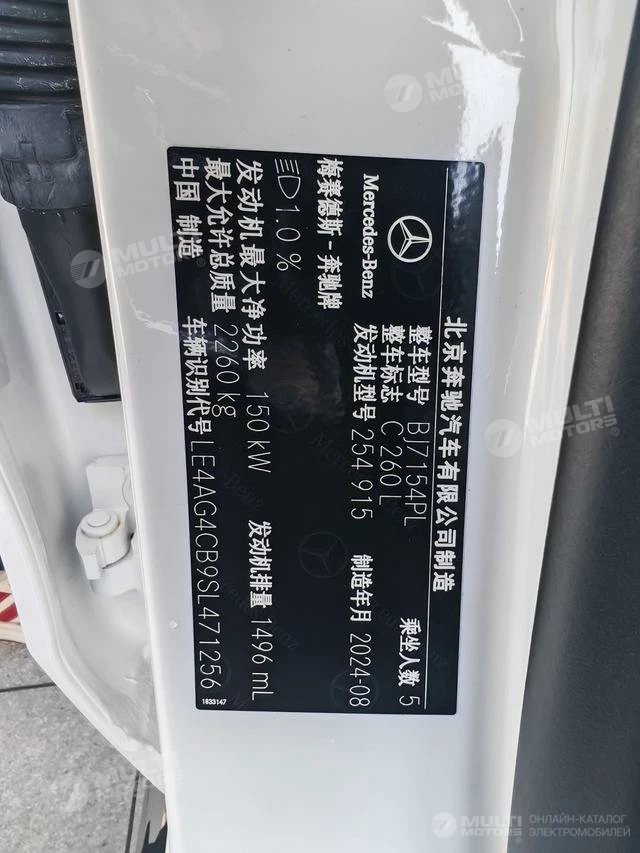 北京奔驰汽车有限公司制造
Mercedes-Benz
整车型号 BJ7154PL
整车标志 C 260 L 乘坐人数 5
梅赛德斯 - 奔驰牌 发动机型号 254 915 制造年月 2024-08
1.0 %
发动机最大净功率 150 kW 发动机排量 1496 mL
最大允许总质量 2260 kg
中国 制造 车辆识别代号 LE4AG4CB9SL471256
1833147
MULTI MOTORS
MULTI MOTORS
MULTI MOTORS
MULTI MOTORS
ОНЛАЙН-КАТАЛОГ
ЭЛЕКТРОМОБИЛЕЙ